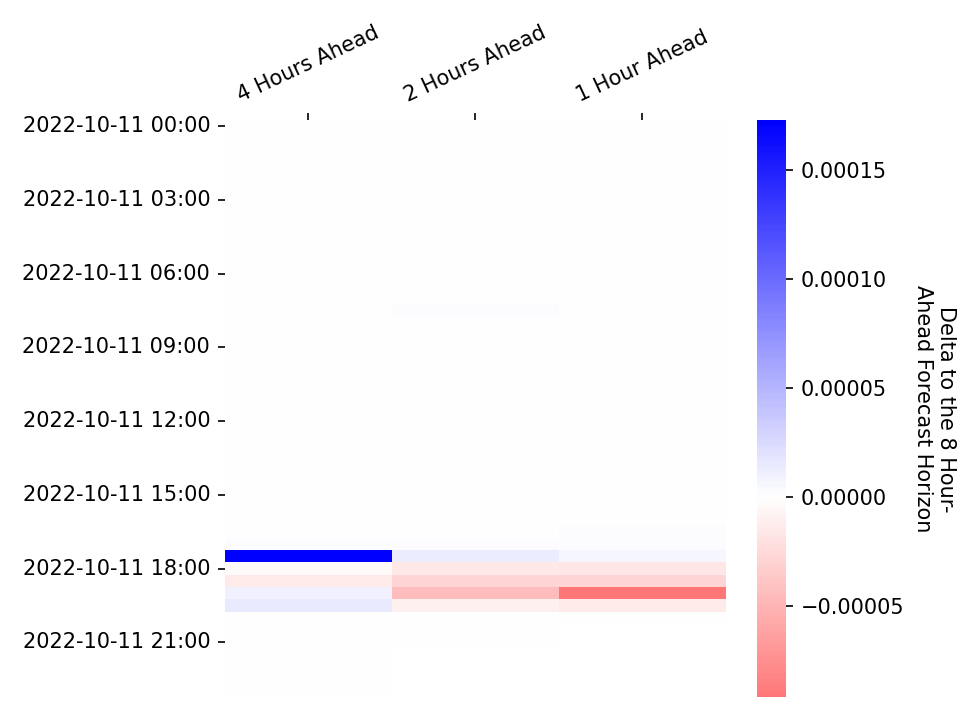 4 Hours Ahead
2 Hours Ahead
1 Hour Ahead
2022-10-11 00:00
2022-10-11 03:00
2022-10-11 06:00
2022-10-11 09:00
2022-10-11 12:00
2022-10-11 15:00
2022-10-11 18:00
2022-10-11 21:00
0.00015
0.00010
0.00005
0.00000
−0.00005
Delta to the 8 Hour-
Ahead Forecast Horizon